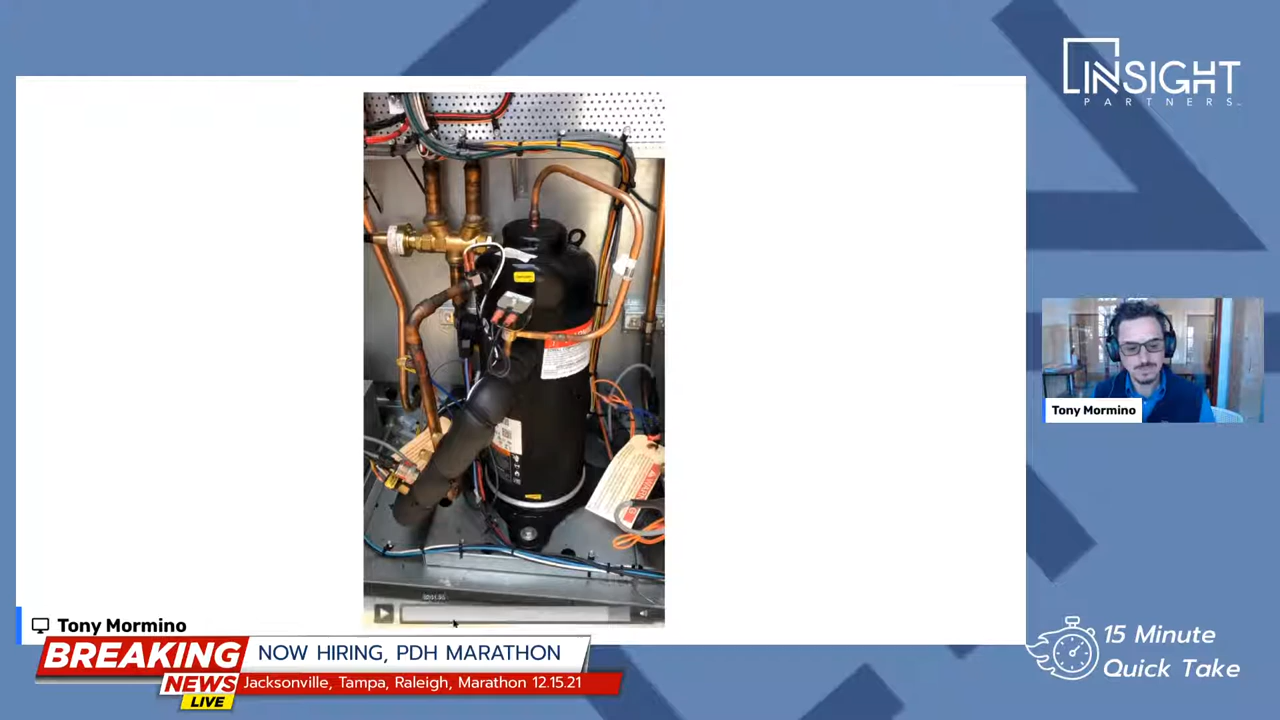 INSIGHT
PARTNERS
Tony Mormino
Tony Mormino
BREAKING
NEWS
LIVE
NOW HIRING, PDH MARATHON
Jacksonville, Tampa, Raleigh, Marathon 12.15.21
15 Minute
Quick Take